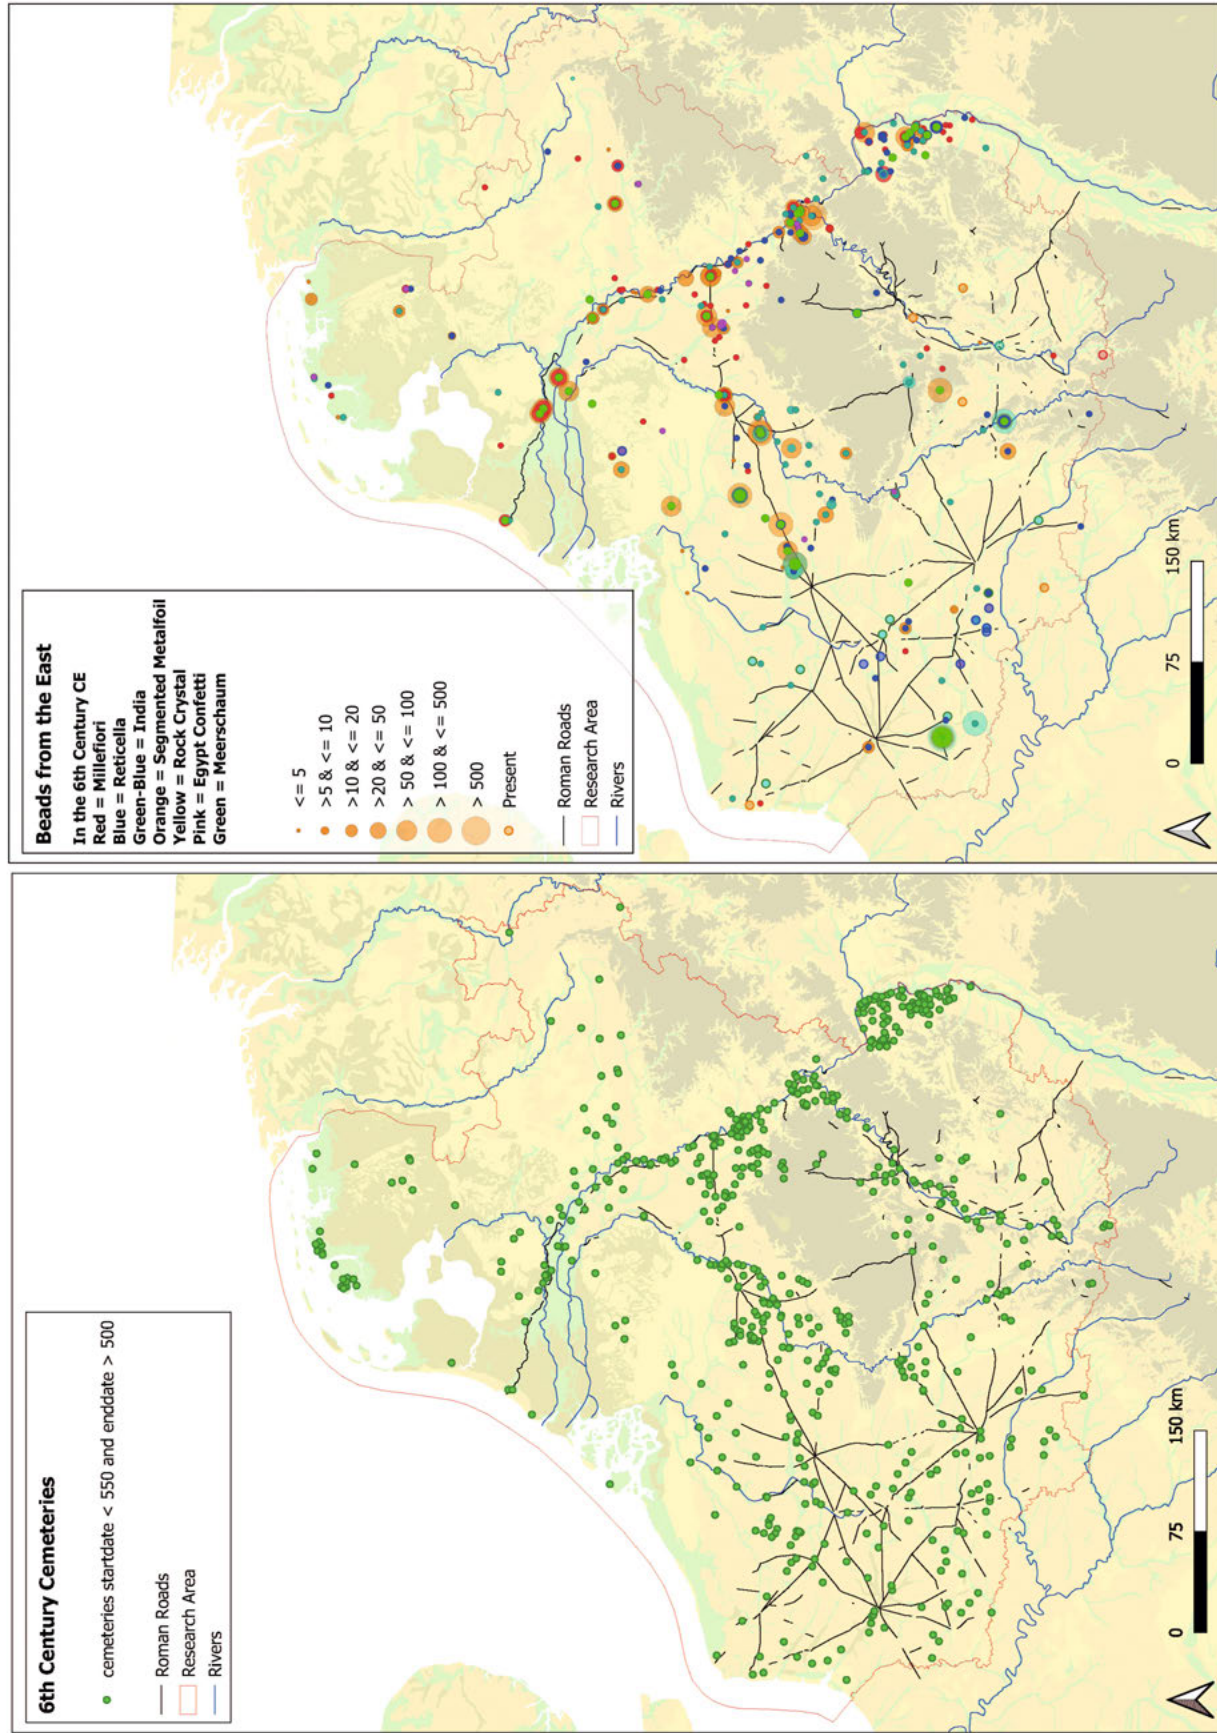 6th Century Cemeteries
cemeteries startdate < 550 and enddate > 500
Roman Roads
Research Area
Rivers
0 75 150 km
Beads from the East
In the 6th Century CE
Red = Millefiori
Blue = Reticella
Green-Blue = India
Orange = Segmented Metalfoil
Yellow = Rock Crystal
Pink = Egypt Confetti
Green = Meerschaum
<= 5
>5 & <= 10
>10 & <= 20
>20 & <= 50
> 50 & <= 100
> 100 & <= 500
> 500
Present
Roman Roads
Research Area
Rivers
0 75 150 km